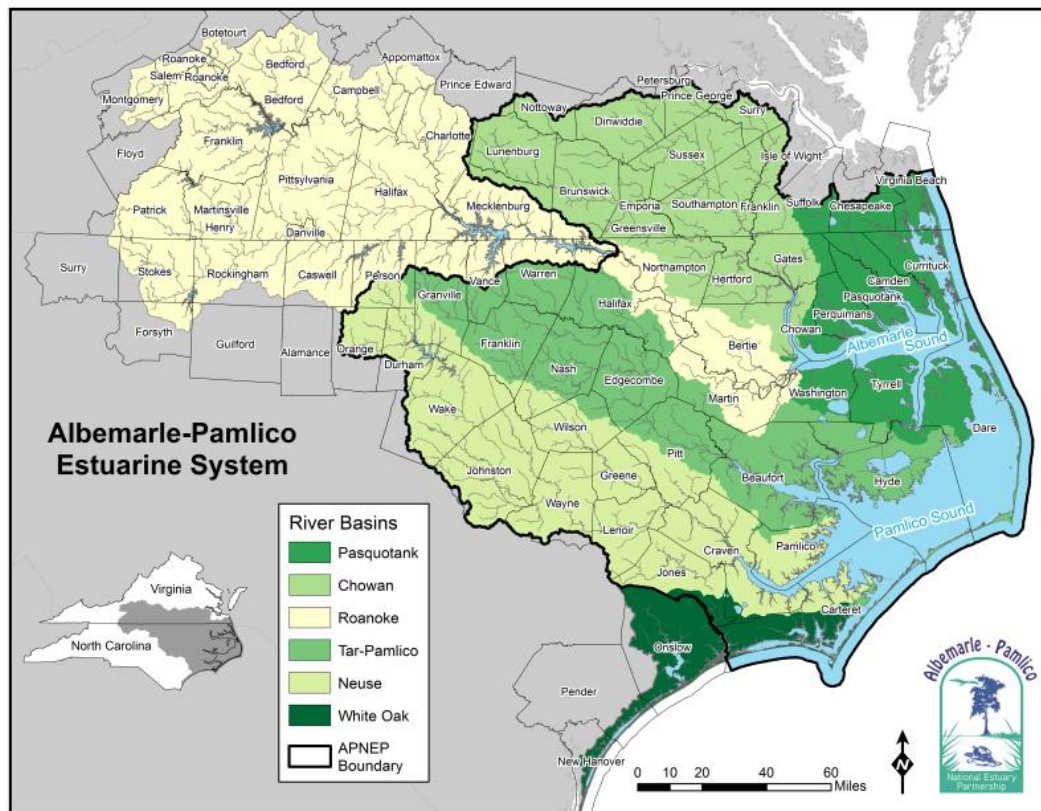 Botetourt
Roanoke
Bedford
Appomattox
Salem
Roanoke
Campbell
Prince Edward
Petersburg
Prince George
Montgomery
Bedford
Nottoway
Dinwiddie
Surry
Charlotte
Floyd
Franklin
Lunenburg
Sussex
Isle of Wight
Pittsylvania
Halifax
Virginia Beach
Brunswick
Patrick
Martinsville
Mecklenburg
Emporia
Southampton
Franklin
Suffolk
Chesapeake
Henry
Danville
Greensville
Surry
Stokes
Rockingham
Caswell
Person
Vance
Warren
Northampton
Hertford
Gates
Currituck
Camden
Pasquotank
Granville
Halifax
Perquimans
Forsyth
Guilford
Alamance
Orange
Durham
Franklin
Nash
Edgecombe
Bertie
Chowan
Albemarle
Sound
Martin
Washington
Tyrrell
Dare
Wake
Wilson
Pitt
Albemarle-Pamlico
Estuarine System
Johnston
Greene
Beaufort
Hyde
Wayne
Lenoir
Craven
Pamlico
Pamlico Sound
Jones
Carteret
Onslow
Pender
New Hanover
River Basins
Pasquotank
Chowan
Roanoke
Tar-Pamlico
Neuse
White Oak
APNEP
Boundary
Virginia
North Carolina
0 10 20 40 60
Miles
N
Albemarle - Pamlico
National Estuary
Partnership